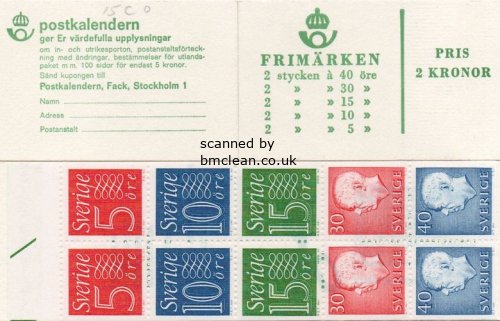 15 C O
postkalendern
ger Er värdefulla upplysningar
om in- och utrikesporton, postanstaltsförteck-
ning med ändringar, bestämmelser för utlands-
paket m m. 100 sidor för endast 5 kronor.
Sänd kupongen till
Postkalendern, Fack, Stockholm 1
Namn
Adress
Postanstalt
FRIMÄRKEN
2 stycken à 40 öre
2 » » 30 »
2 » » 15 »
2 » » 10 »
2 » » 5 »
PRIS
2 KRONOR
scanned by
bmclean.co.uk
Sverige 5 öre
Sverige 10 öre
Sverige 15 öre
30 SVERIGE
40 SVERIGE
Sverige 5 öre
Sverige 10 öre
Sverige 15 öre
30 SVERIGE
40 SVERIGE